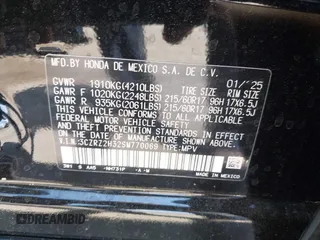 MFD.BY HONDA DE MEXICO S.A. DE C.V.
01/'25
GVWR 1910KG(4210LBS) TIRE SIZE RIM SIZE
GAWR F 1020KG(2248LBS) 215/60R17 96H 17X6.5J
GAWR R 935KG(2061LBS) 215/60R17 96H 17X6.5J
THIS VEHICLE CONFORMS TO ALL APPLICABLE
FEDERAL MOTOR VEHICLE SAFETY AND
THEFT PREVENTION STANDARDS IN EFFECT ON
THE DATE OF MANUFACTURE SHOWN ABOVE.
V.I.N.: TYPE:MPV
NH731P
MADE IN MEXICO
DREAMBID